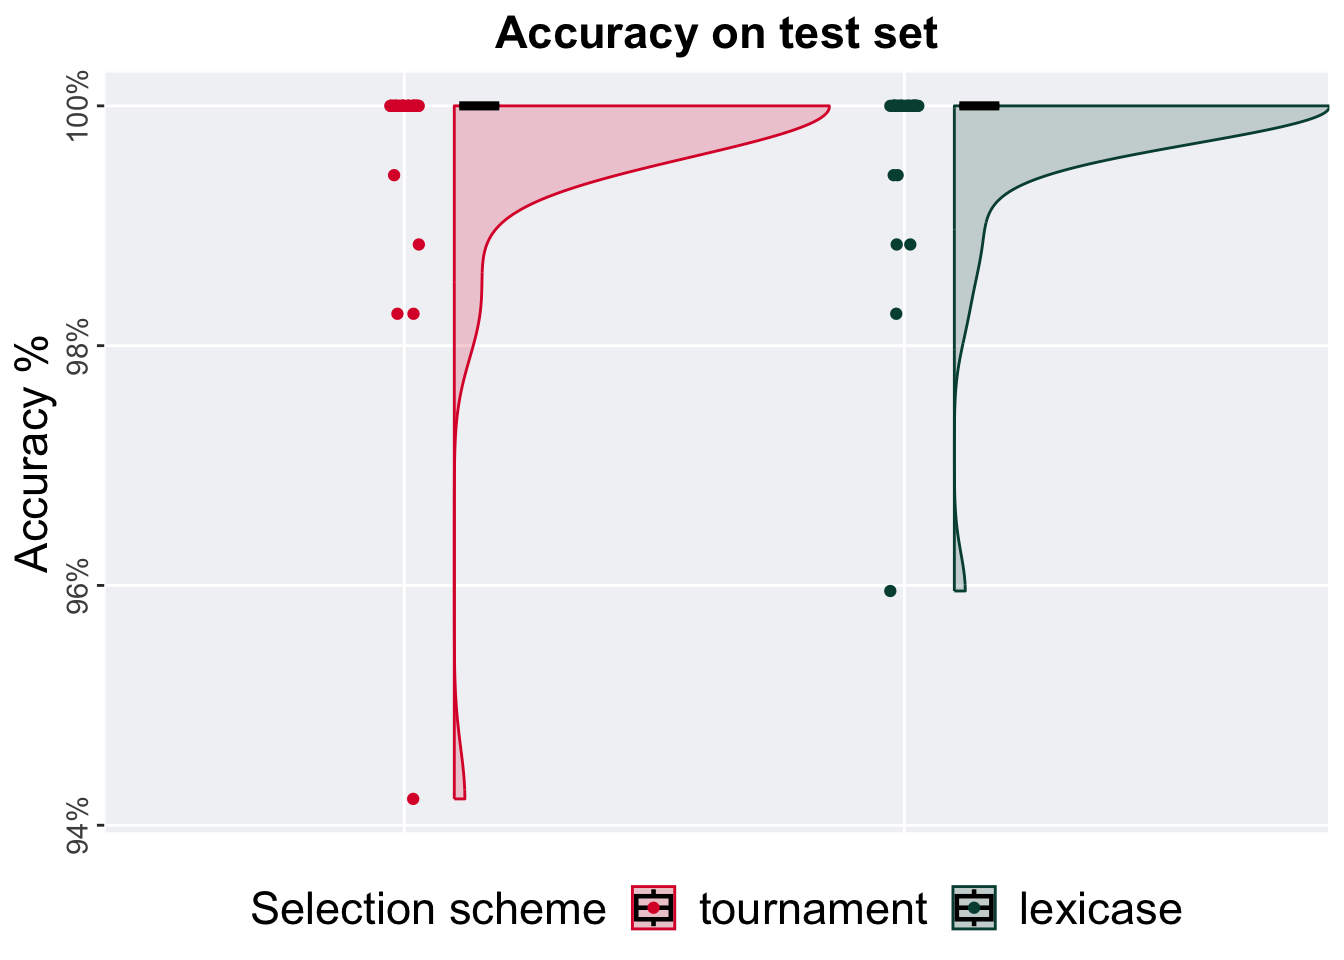 Accuracy on test set
Accuracy %
100%
98%
96%
94%
Selection scheme tournament lexicase